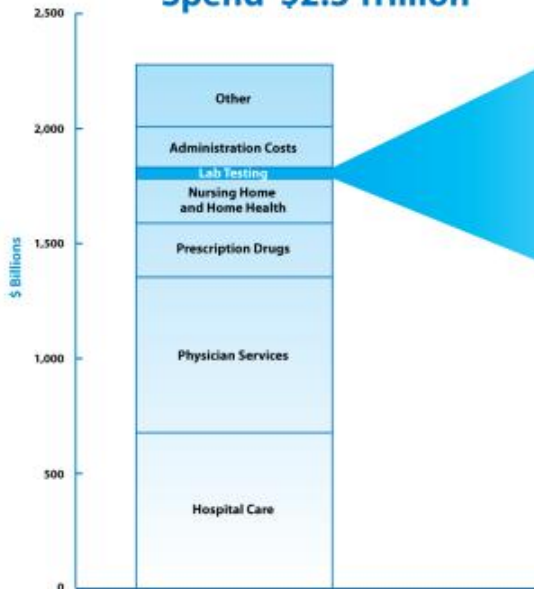 Spend $2.3 Trillion
2,500
Other
2,000
Administration Costs
Lab Testing
Nursing Home
and Home Health
1,500
Prescription Drugs
$ Billions
1,000
Physician Services
500
Hospital Care
0